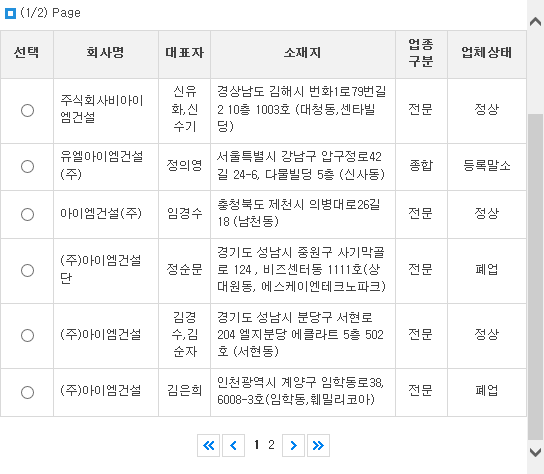 (1/2) Page
선택 회사명 대표자 소재지 업종 구분 업체상태
주식회사비아이
엠건설
신유
화,신
수기
경상남도 김해시 번화1로79번길
2 10층 1003호 (대청동,센타빌
딩)
전문
정상
유엘아이엠건설
(주)
정의영
서울특별시 강남구 압구정로42
길 24-6, 다물빌딩 5층 (신사동)
종합
등록말소
아이엠건설(주)
임경수
충청북도 제천시 의병대로26길
18 (남천동)
전문
정상
(주)아이엠건설
단
정순문
경기도 성남시 중원구 사기막골
로 124 , 비즈센터동 1111호(상
대원동, 에스케이엔테크노파크)
전문
폐업
(주)아이엠건설
김경
수,김
순자
경기도 성남시 분당구 서현로
204 엘지분당 에클라트 5층 502
호 (서현동)
전문
정상
(주)아이엠건설
김은희
인천광역시 계양구 임학동로38,
6008-3호(임학동,훼밀리코아)
전문
폐업
1 2